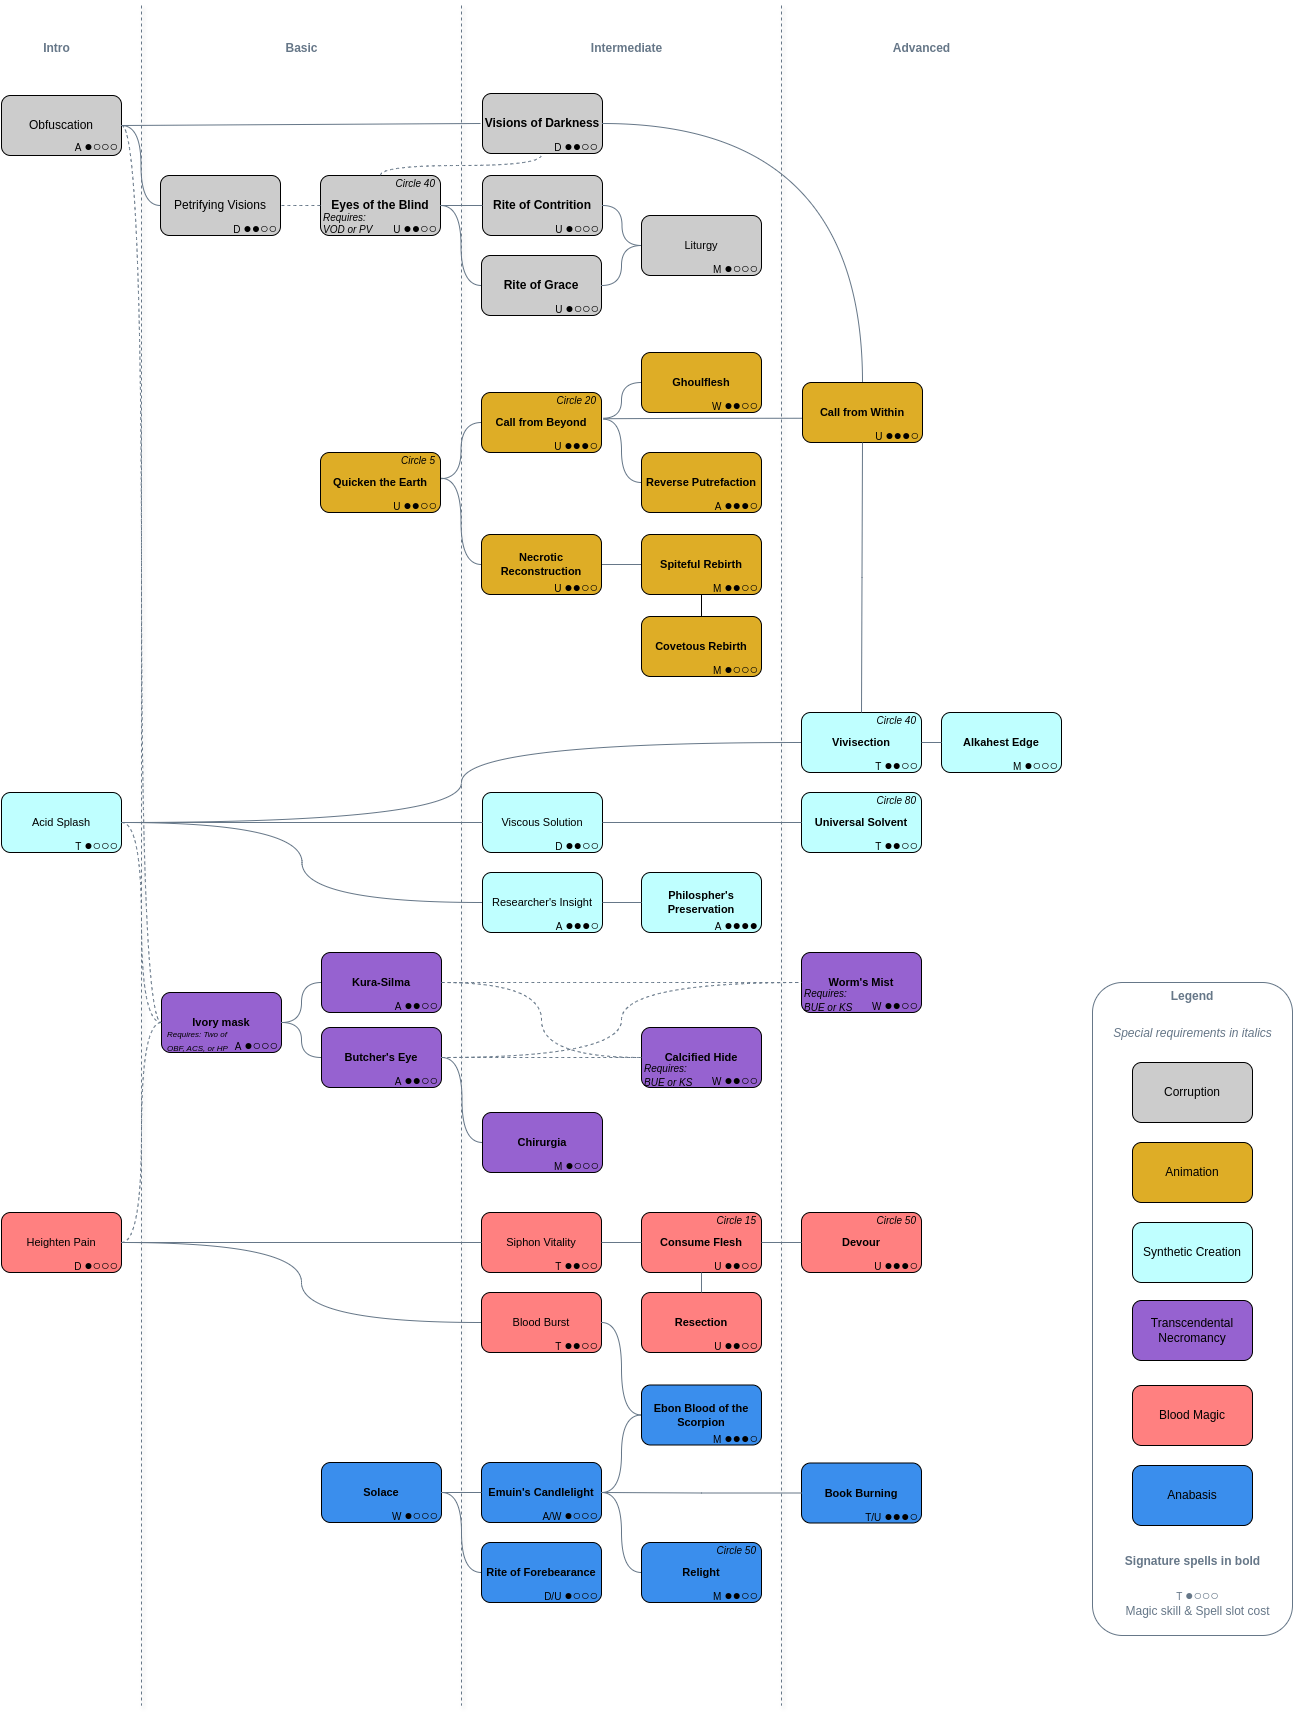 Intro
Basic
Intermediate
Advanced
Obfuscation
A ●○○○
Visions of Darkness
D ●●○○
Petrifying Visions
D ●●○○
Circle 40
Eyes of the Blind
Requires:
VOD or PV
U ●●○○
Rite of Contrition
U ●○○○
Liturgy
M ●○○○
Rite of Grace
U ●○○○
Ghoulflesh
W ●●○○
Circle 20
Call from Beyond
U ●●●○
Call from Within
U ●●●○
Circle 5
Quicken the Earth
U ●●○○
Reverse Putrefaction
A ●●●○
Necrotic
Reconstruction
U ●●○○
Spiteful Rebirth
M ●●○○
Covetous Rebirth
M ●○○○
Circle 40
Vivisection
T ●●○○
Alkahest Edge
M ●○○○
Acid Splash
T ●○○○
Viscous Solution
D ●●○○
Circle 80
Universal Solvent
T ●●○○
Researcher's Insight
A ●●●○
Philospher's
Preservation
A ●●●●
Kura-Silma
A ●●○○
Worm's Mist
Requires:
BUE or KS
W ●●○○
Ivory mask
Requires: Two of
OBF, ACS, or HP
A ●○○○
Butcher's Eye
A ●●○○
Calcified Hide
Requires:
BUE or KS
W ●●○○
Chirurgia
M ●○○○
Heighten Pain
D ●○○○
Siphon Vitality
T ●●○○
Circle 15
Consume Flesh
U ●●○○
Circle 50
Devour
U ●●●○
Blood Burst
T ●●○○
Resection
U ●●○○
Ebon Blood of the
Scorpion
M ●●●○
Solace
W ●○○○
Emuin's Candlelight
A/W ●○○○
Book Burning
T/U ●●●○
Rite of Forebearance
D/U ●○○○
Circle 50
Relight
M ●●○○
Legend
Special requirements in italics
Corruption
Animation
Synthetic Creation
Transcendental
Necromancy
Blood Magic
Anabasis
Signature spells in bold
T ●○○○
Magic skill & Spell slot cost